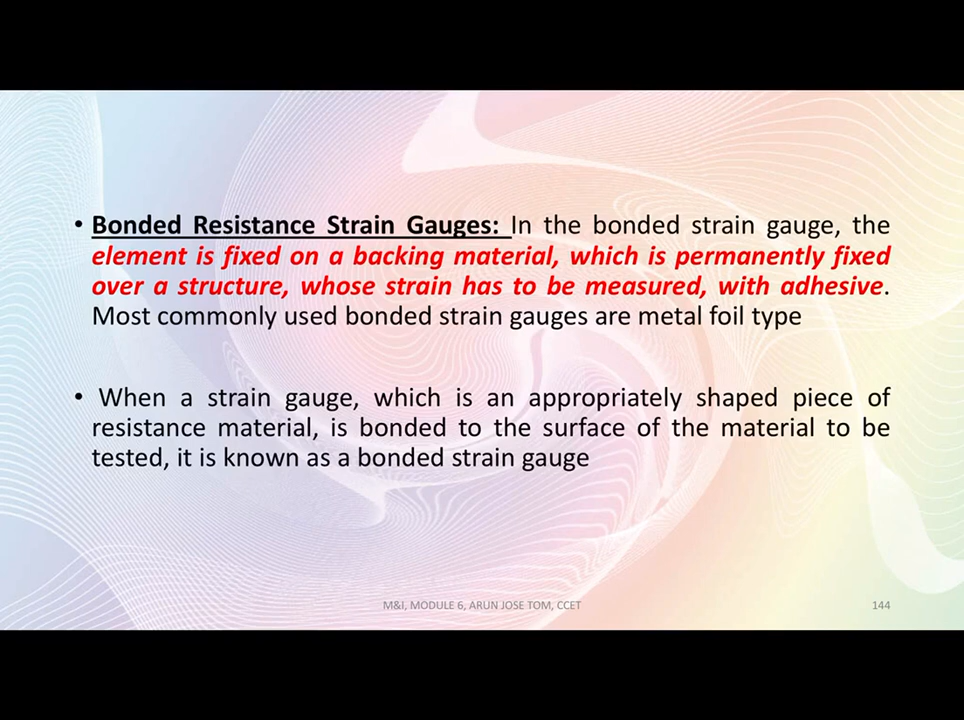 • Bonded Resistance Strain Gauges: In the bonded strain gauge, the
element is fixed on a backing material, which is permanently fixed
over a structure, whose strain has to be measured, with adhesive.
Most commonly used bonded strain gauges are metal foil type
• When a strain gauge, which is an appropriately shaped piece of
resistance material, is bonded to the surface of the material to be
tested, it is known as a bonded strain gauge
M&I, MODULE 6, ARUN JOSE TOM, CCET
144